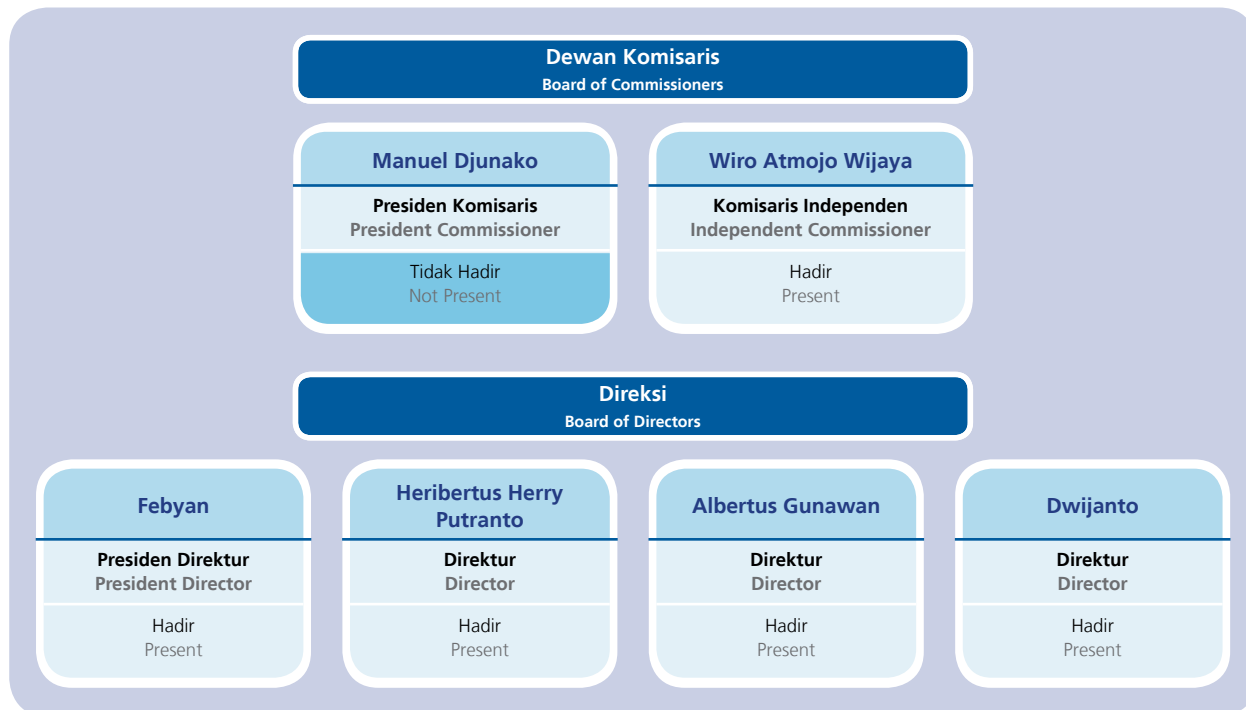 Dewan Komisaris
Board of Commissioners
Manuel Djunako
Presiden Komisaris
President Commissioner
Tidak Hadir
Not Present
Wiro Atmojo Wijaya
Komisaris Independen
Independent Commissioner
Hadir
Present
Direksi
Board of Directors
Febyan
Presiden Direktur
President Director
Hadir
Present
Heribertus Herry
Putranto
Direktur
Director
Hadir
Present
Albertus Gunawan
Direktur
Director
Hadir
Present
Dwijanto
Direktur
Director
Hadir
Present